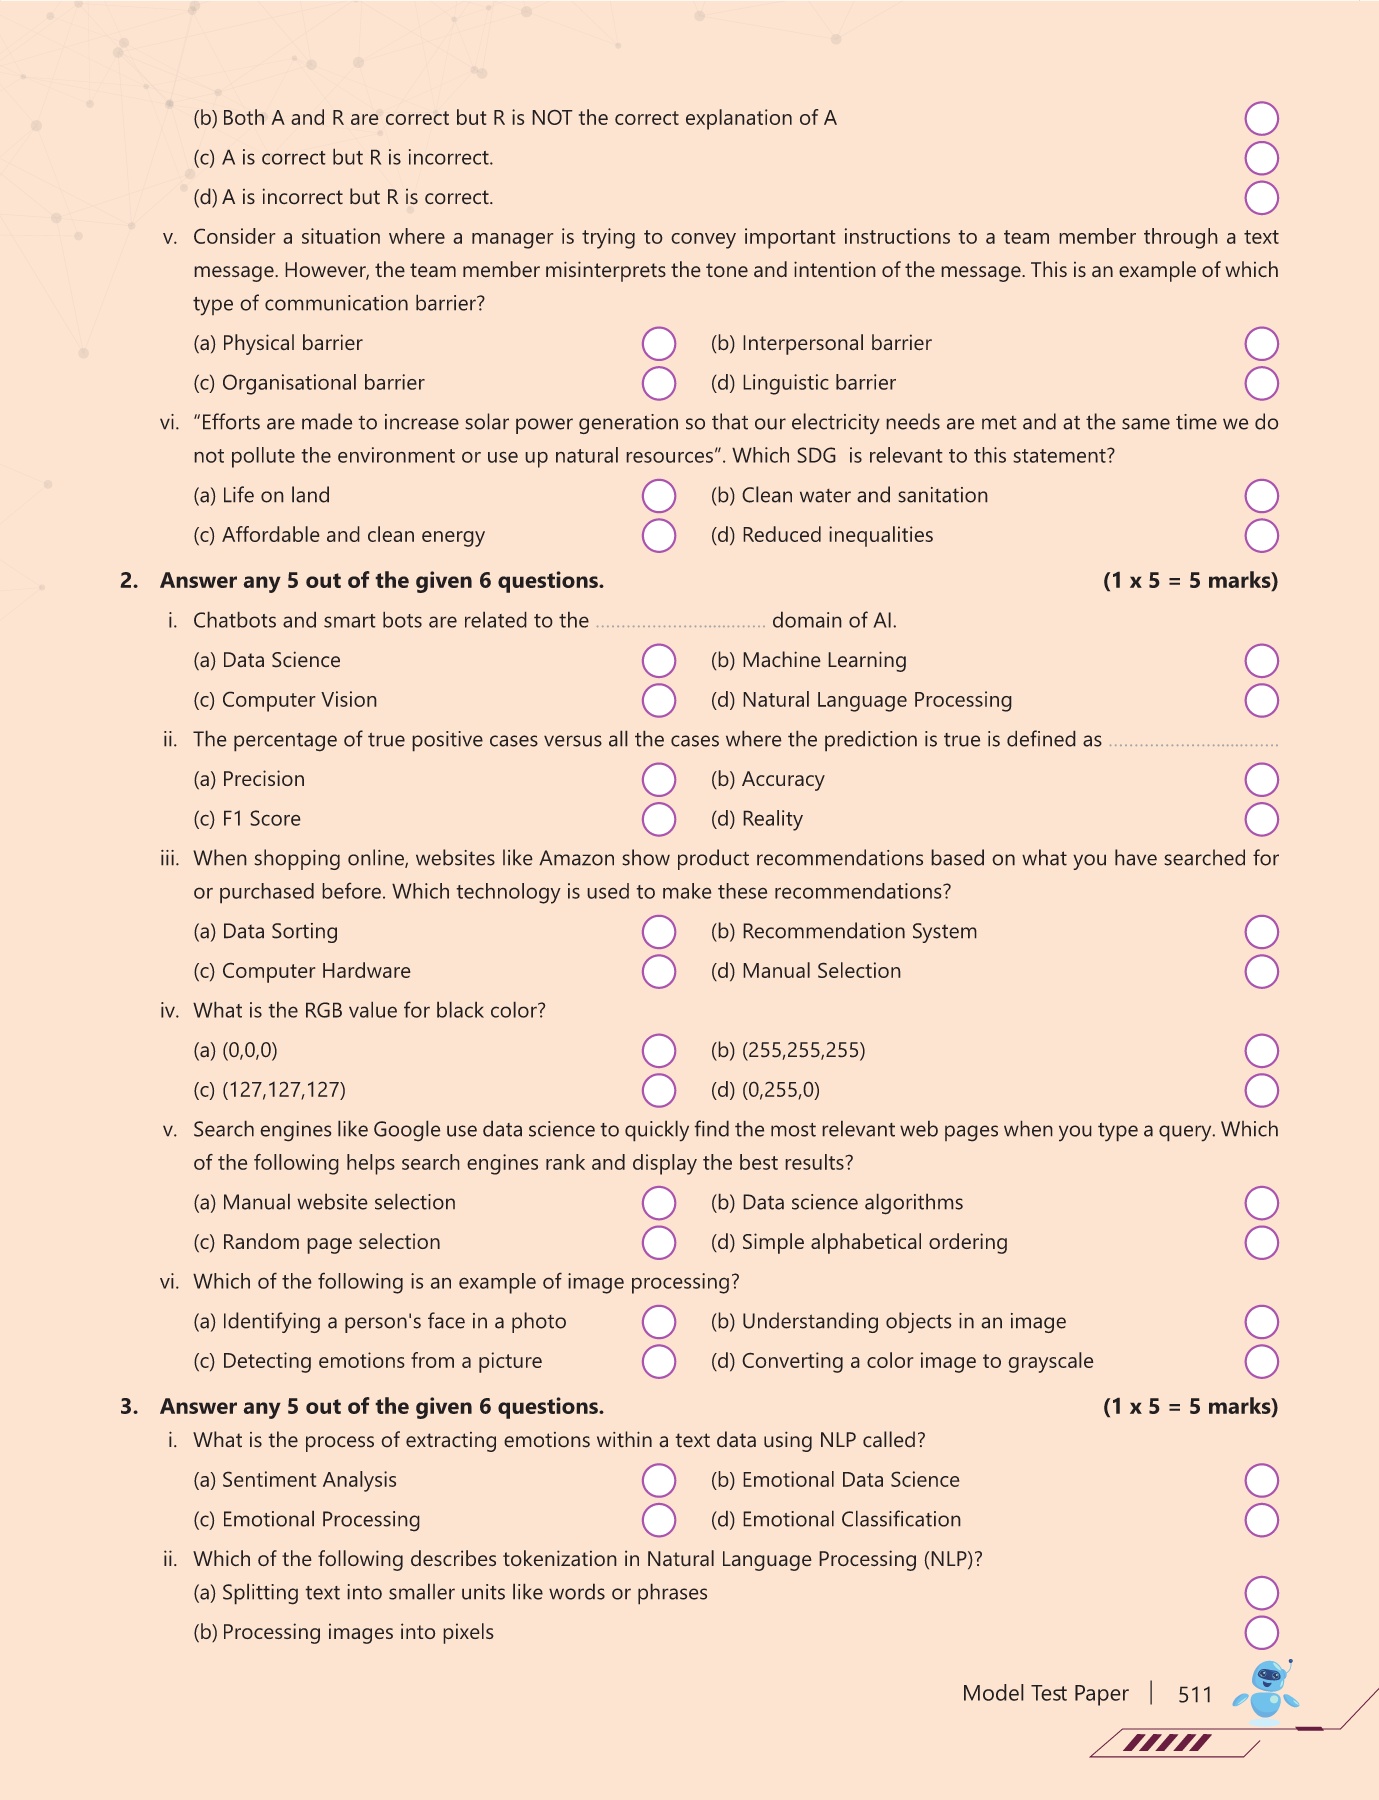 (b) Both A and R are correct but R is NOT the correct explanation of A
(c) A is correct but R is incorrect.
(d) A is incorrect but R is correct.
v. Consider a situation where a manager is trying to convey important instructions to a team member through a text
message. However, the team member misinterprets the tone and intention of the message. This is an example of which
type of communication barrier?
(a) Physical barrier (b) Interpersonal barrier
(c) Organisational barrier (d) Linguistic barrier
vi. “Efforts are made to increase solar power generation so that our electricity needs are met and at the same time we do
not pollute the environment or use up natural resources”. Which SDG is relevant to this statement?
(a) Life on land (b) Clean water and sanitation
(c) Affordable and clean energy (d) Reduced inequalities
2. Answer any 5 out of the given 6 questions. (1 x 5 = 5 marks)
i. Chatbots and smart bots are related to the .............................. domain of AI.
(a) Data Science (b) Machine Learning
(c) Computer Vision (d) Natural Language Processing
ii. The percentage of true positive cases versus all the cases where the prediction is true is defined as ..............................
(a) Precision (b) Accuracy
(c) F1 Score (d) Reality
iii. When shopping online, websites like Amazon show product recommendations based on what you have searched for
or purchased before. Which technology is used to make these recommendations?
(a) Data Sorting (b) Recommendation System
(c) Computer Hardware (d) Manual Selection
iv. What is the RGB value for black color?
(a) (0,0,0) (b) (255,255,255)
(c) (127,127,127) (d) (0,255,0)
v. Search engines like Google use data science to quickly find the most relevant web pages when you type a query. Which
of the following helps search engines rank and display the best results?
(a) Manual website selection (b) Data science algorithms
(c) Random page selection (d) Simple alphabetical ordering
vi. Which of the following is an example of image processing?
(a) Identifying a person's face in a photo (b) Understanding objects in an image
(c) Detecting emotions from a picture (d) Converting a color image to grayscale
3. Answer any 5 out of the given 6 questions. (1 x 5 = 5 marks)
i. What is the process of extracting emotions within a text data using NLP called?
(a) Sentiment Analysis (b) Emotional Data Science
(c) Emotional Processing (d) Emotional Classification
ii. Which of the following describes tokenization in Natural Language Processing (NLP)?
(a) Splitting text into smaller units like words or phrases
(b) Processing images into pixels
Model Test Paper | 511